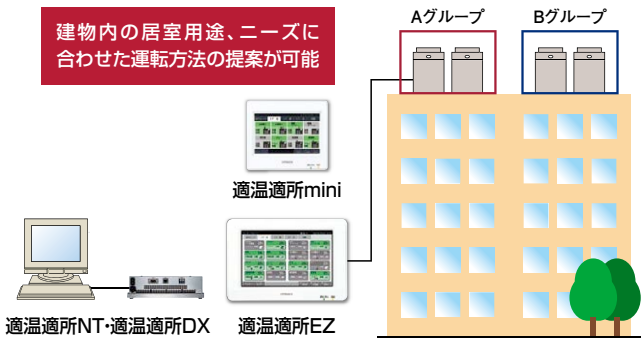 建物内の居室用途、ニーズに
合わせた運転方法の提案が可能
Aグループ
Bグループ
適温適所mini
適温適所NT・適温適所DX
適温適所EZ